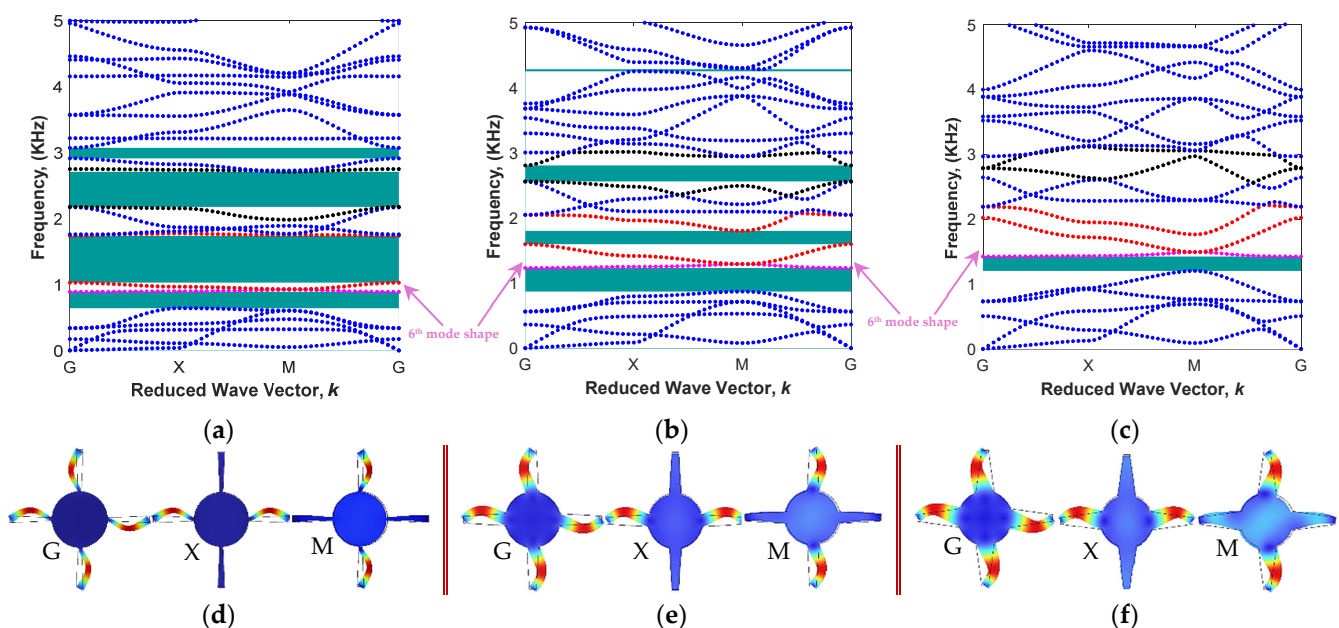 5
4
3
2
1
0
Frequency, (KHz)
G X M G
Reduced Wave Vector, k
(a)
6th mode shape
5
4
3
2
1
0
Frequency, (KHz)
G X M G
Reduced Wave Vector, k
(b)
6th mode shape
5
4
3
2
1
0
Frequency, (KHz)
G X M G
Reduced Wave Vector, k
(c)
G X M
(d)
G X M
(e)
G X M
(f)